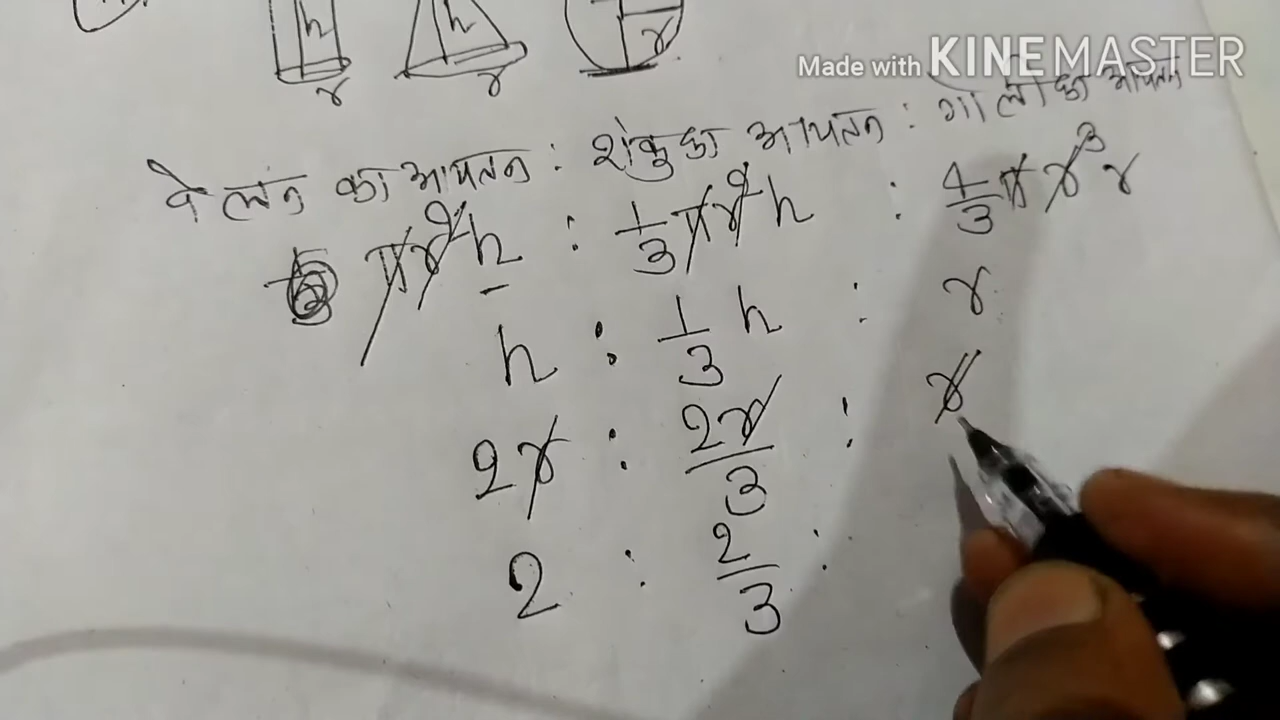 h h r
r r
Made with KINEMASTER
वेलन का आयतन : शंकु का आयतन : गोले का आयतन
πr²h : 1/3 πr²h : 4/3 πr³ r
h : 1/3 h : r
2r : 2r/3 : r
2 : 2/3 :